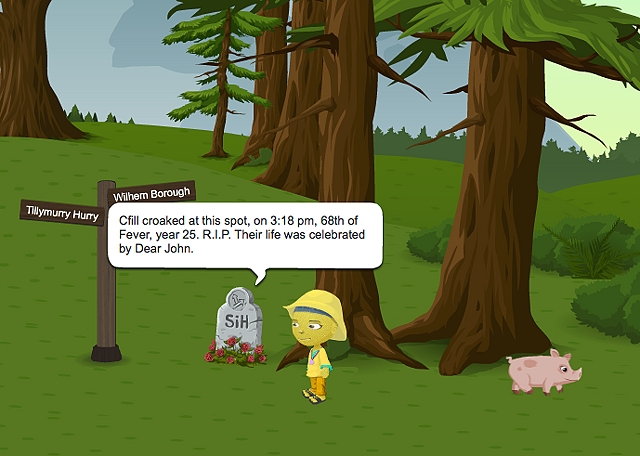 Wilhem Borough
Tillymurry Hurry
Cfill croaked at this spot, on 3:18 pm, 68th of
Fever, year 25. R.I.P. Their life was celebrated
by Dear John.
SiH